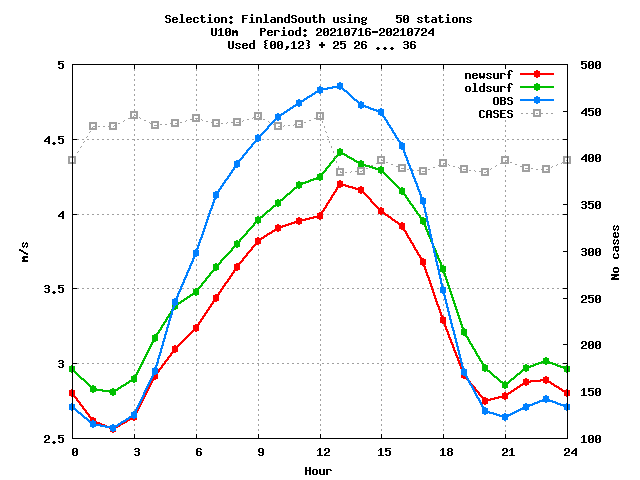 Selection: FinlandSouth using    50 stations
U10m   Period: 20210716-20210724
Used {00,12} + 25 26 ... 36
newsurf
oldsurf
OBS
CASES
5
4.5
4
3.5
3
2.5
500
450
400
350
300
250
200
150
100
m/s
No cases
0 3 6 9 12 15 18 21 24
Hour